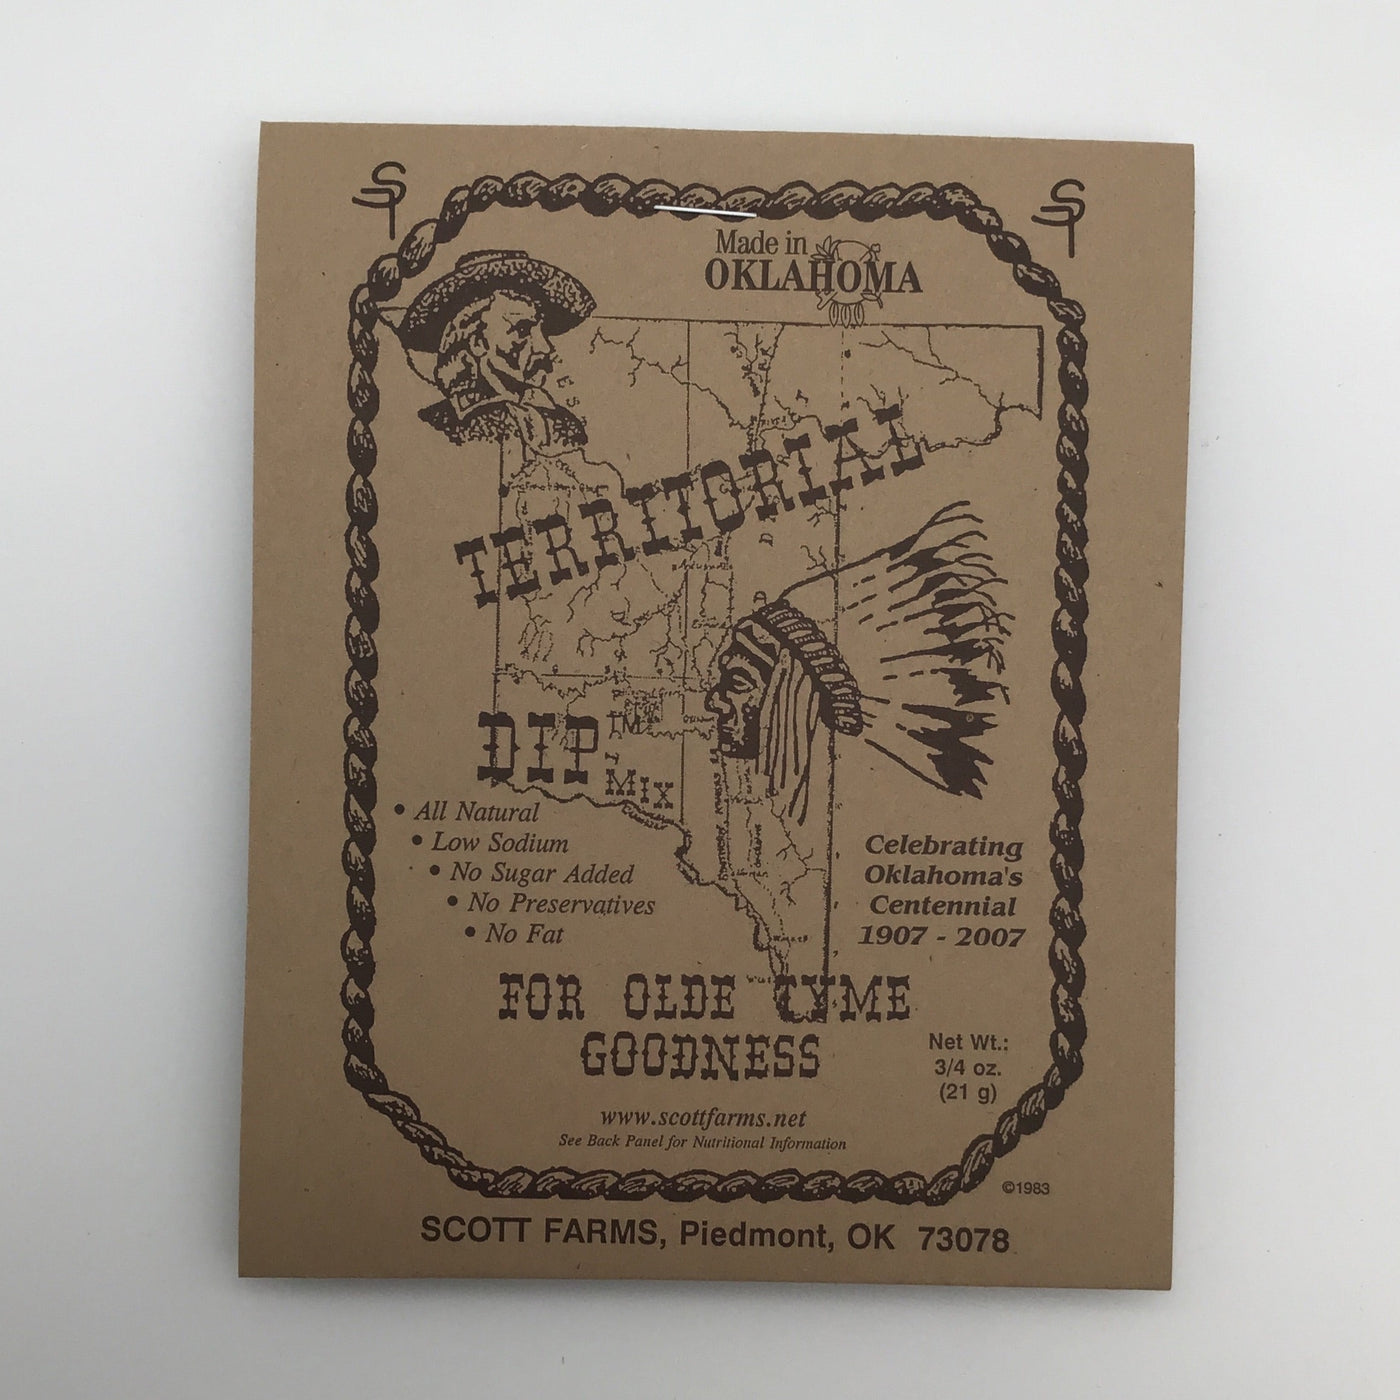 Made in
OKLAHOMA
TERRITORIAL
DIP TM
MIX
• All Natural
• Low Sodium
• No Sugar Added
• No Preservatives
• No Fat
Celebrating
Oklahoma's
Centennial
1907 - 2007
FOR OLDE TYME
GOODNESS
Net Wt.:
3/4 oz.
(21 g)
www.scottfarms.net
See Back Panel for Nutritional Information
©1983
SCOTT FARMS, Piedmont, OK 73078